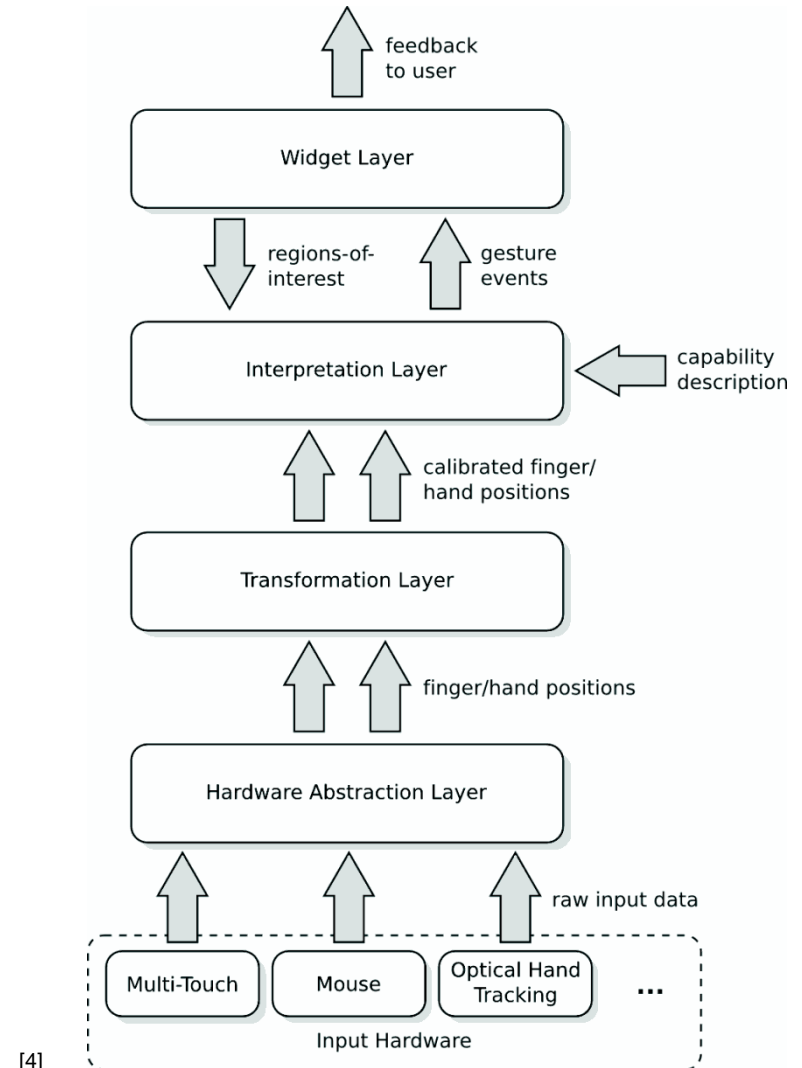 feedback
to user
Widget Layer
regions-of-
interest
gesture
events
Interpretation Layer
capability
description
calibrated finger/
hand positions
Transformation Layer
finger/hand positions
Hardware Abstraction Layer
raw input data
Multi-Touch
Mouse
Optical Hand
Tracking
...
Input Hardware
[4]